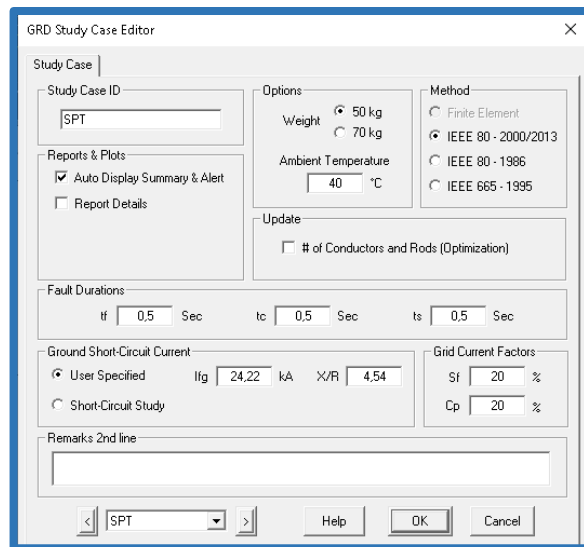 GRD Study Case Editor
Study Case
Study Case ID
SPT
Options
Weight
50 kg
70 kg
Ambient Temperature
40 °C
Method
Finite Element
IEEE 80 - 2000/2013
IEEE 80 - 1986
IEEE 665 - 1995
Reports & Plots
Auto Display Summary & Alert
Report Details
Update
# of Conductors and Rods (Optimization)
Fault Durations
tf 0,5 Sec tc 0,5 Sec ts 0,5 Sec
Ground Short-Circuit Current
User Specified Ifg 24,22 kA X/R 4,54
Short-Circuit Study
Grid Current Factors
Sf 20 %
Cp 20 %
Remarks 2nd line
< SPT > Help OK Cancel